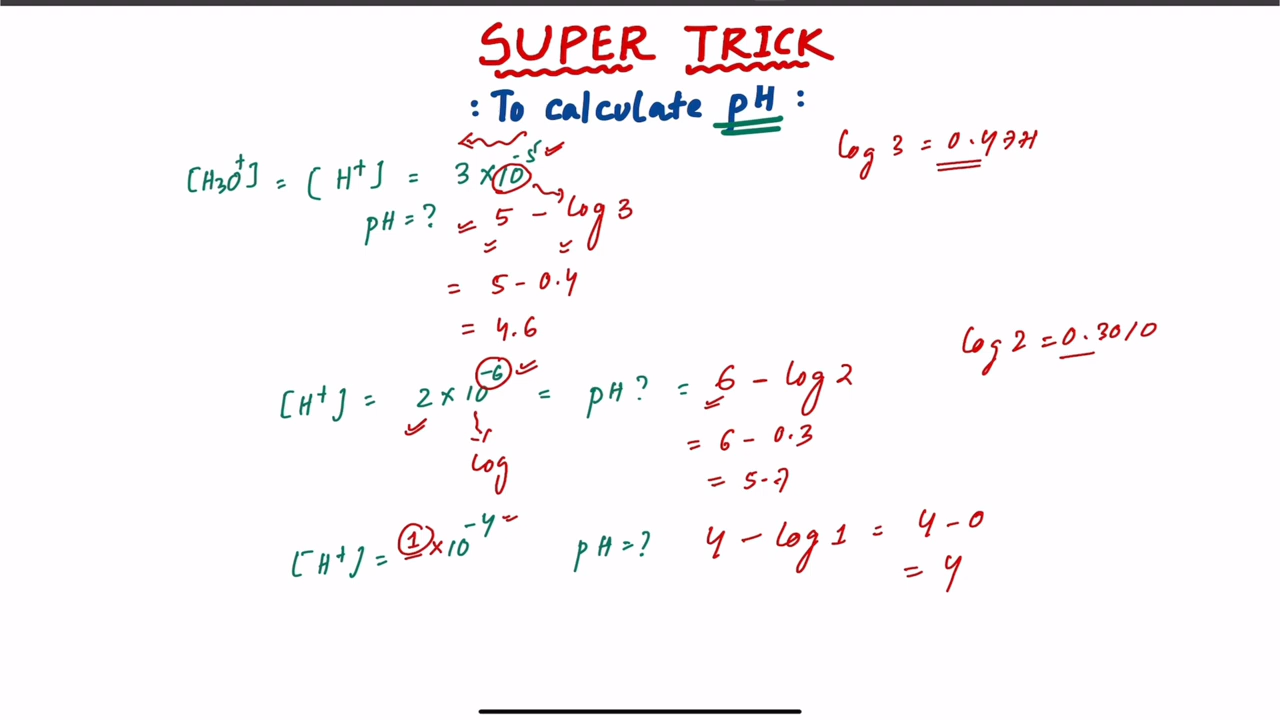 SUPER TRICK
: To calculate pH :
log 3 = 0.4771
[H₃O⁺] = [H⁺] = 3 × 10⁻⁵
pH = ? = 5 - log 3
= 5 - 0.4
= 4.6
log 2 = 0.3010
[H⁺] = 2 × 10⁻⁶ = pH ? = 6 - log 2
= 6 - 0.3
log
= 5.7
[H⁺] = 1 × 10⁻⁴ pH = ? 4 - log 1 = 4 - 0
= 4